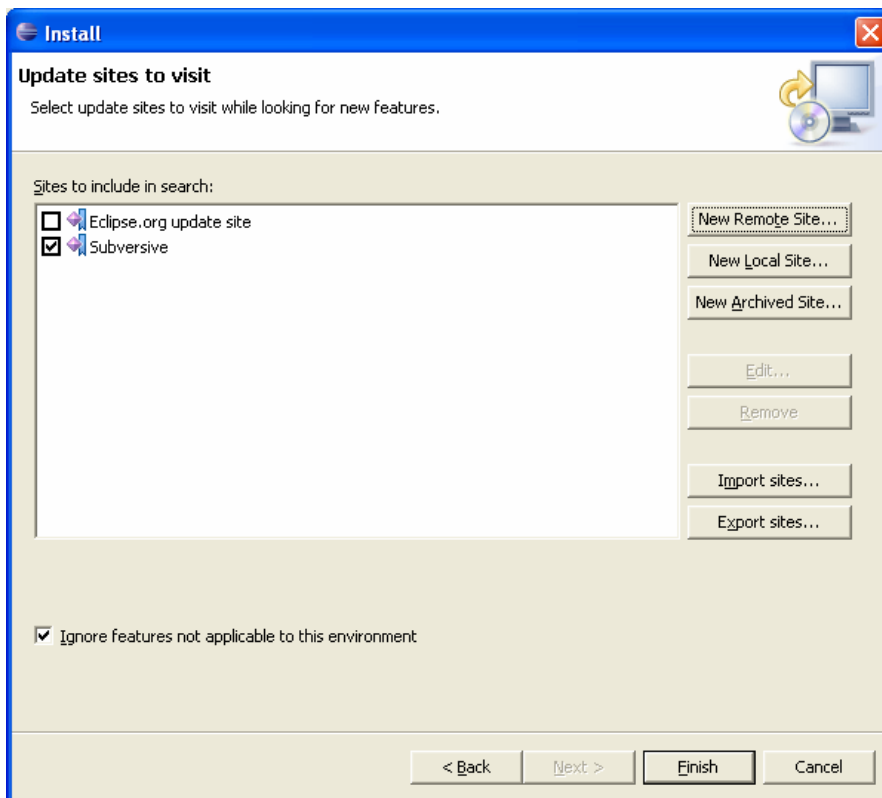 Install
Update sites to visit
Select update sites to visit while looking for new features.
Sites to include in search:
Eclipse.org update site
Subversive
New Remote Site...
New Local Site...
New Archived Site...
Edit...
Remove
Import sites...
Export sites...
Ignore features not applicable to this environment
< Back
Next >
Finish
Cancel